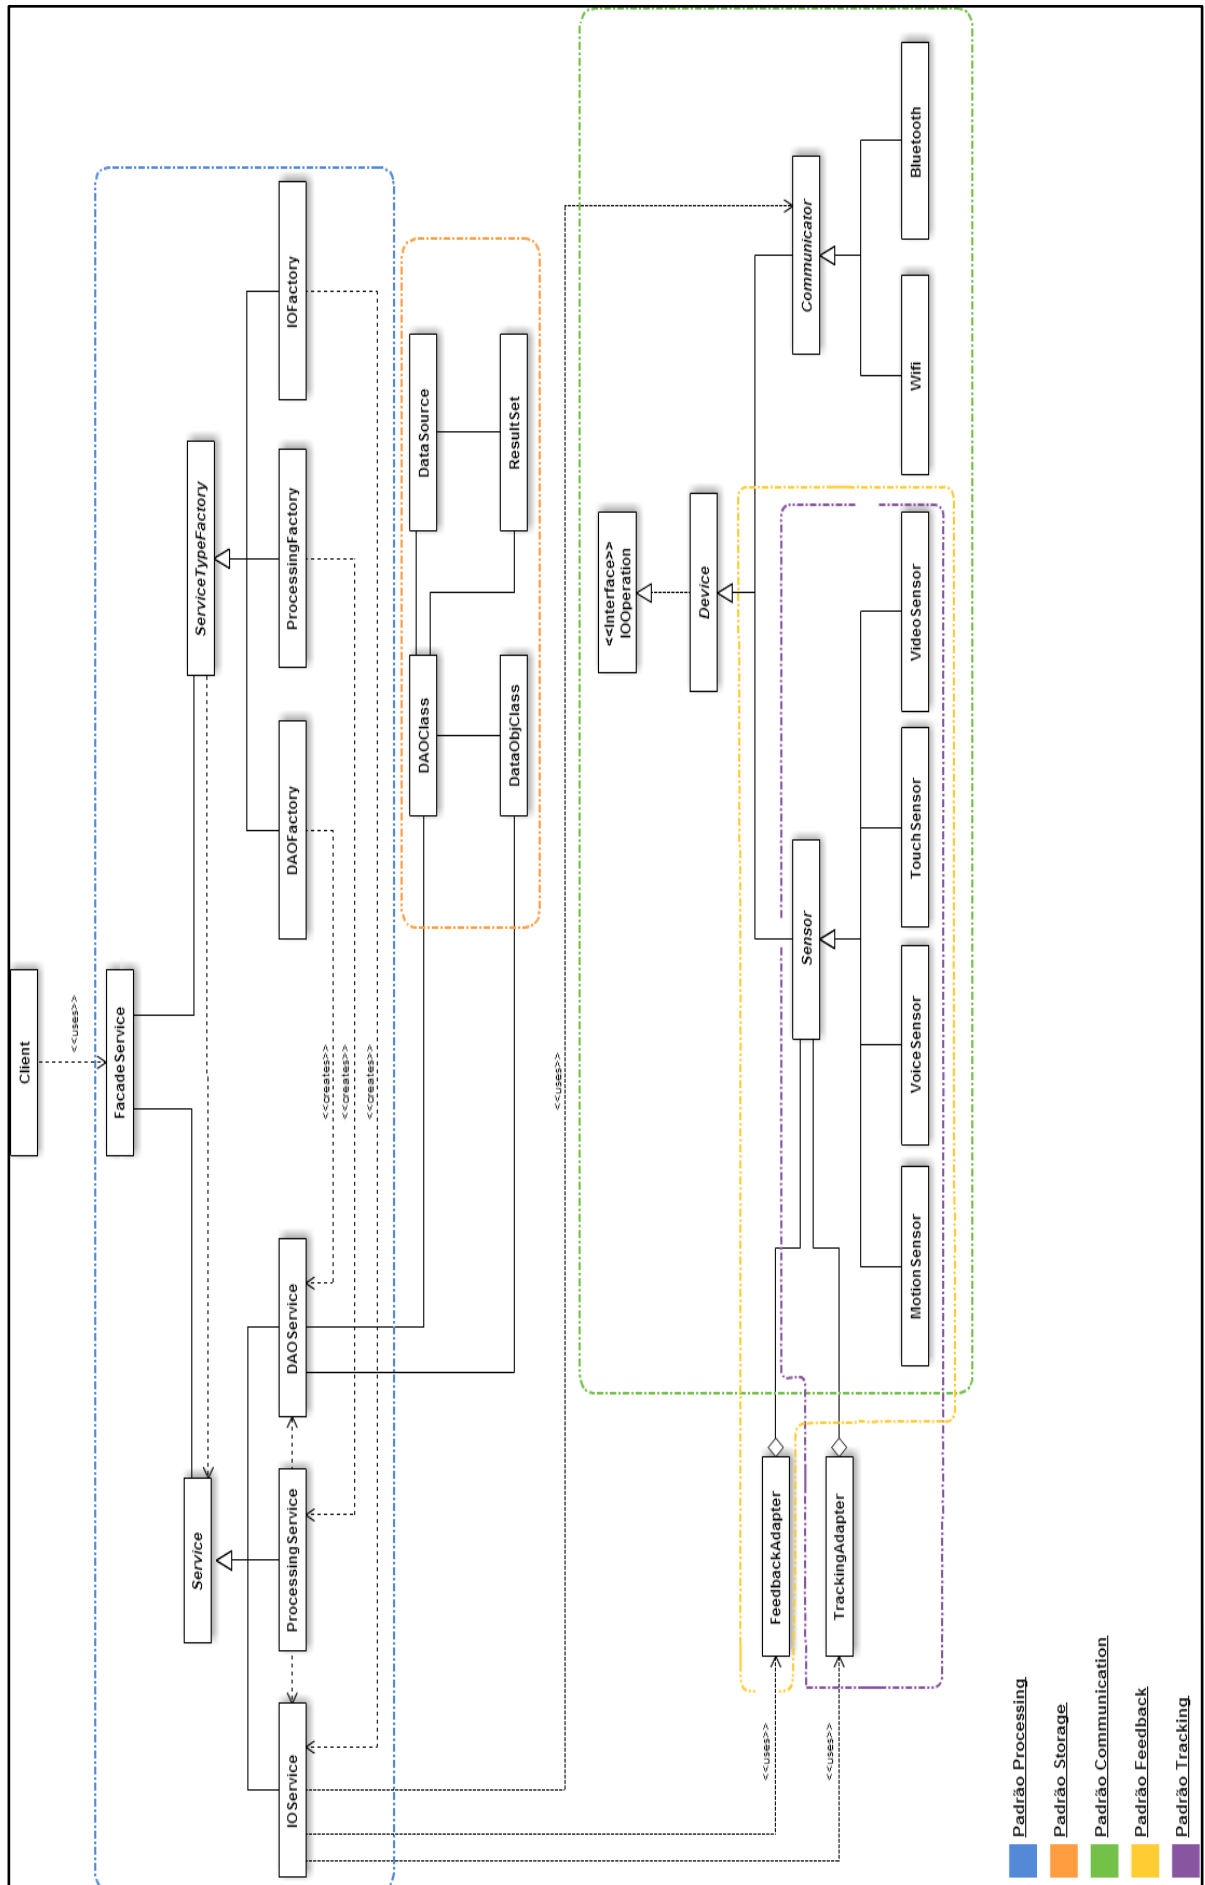 Client
<<uses>>
FacadeService
Service
ServiceTypeFactory
IOService
ProcessingService
DAOService
DAOFactory
ProcessingFactory
IOFactory
<<creates>>
<<creates>>
<<creates>>
DAOClass
DataSource
DataObjClass
ResultSet
<<uses>>
<<Interface>>
IOOperation
Device
<<uses>>
FeedbackAdapter
Sensor
Communicator
<<uses>>
TrackingAdapter
MotionSensor
VoiceSensor
TouchSensor
VideoSensor
Wifi
Bluetooth
Padrão Processing
Padrão Storage
Padrão Communication
Padrão Feedback
Padrão Tracking